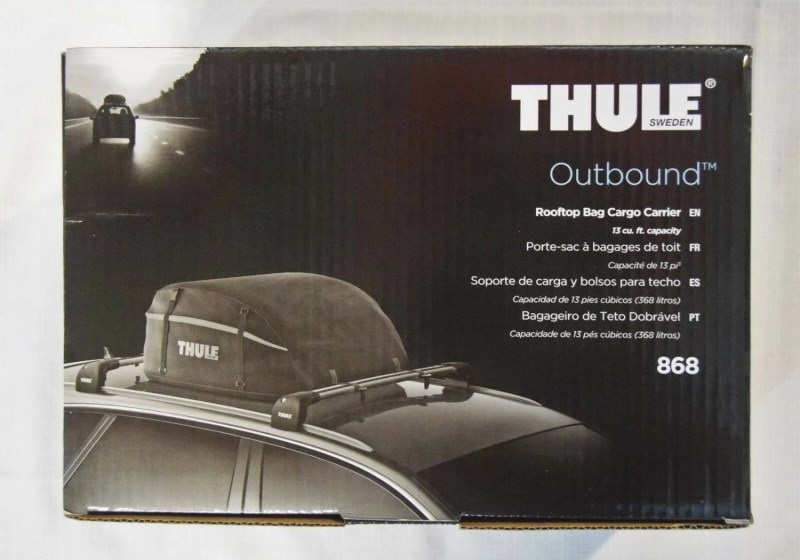 THULE®
SWEDEN
Outbound™
Rooftop Bag Cargo Carrier EN
13 cu. ft. capacity
Porte-sac à bagages de toit FR
Capacité de 13 pi³
Soporte de carga y bolsos para techo ES
Capacidad de 13 pies cúbicos (368 litros)
Bagageiro de Teto Dobrável PT
Capacidade de 13 pés cúbicos (368 litros)
868
THULE
THULE
THULE